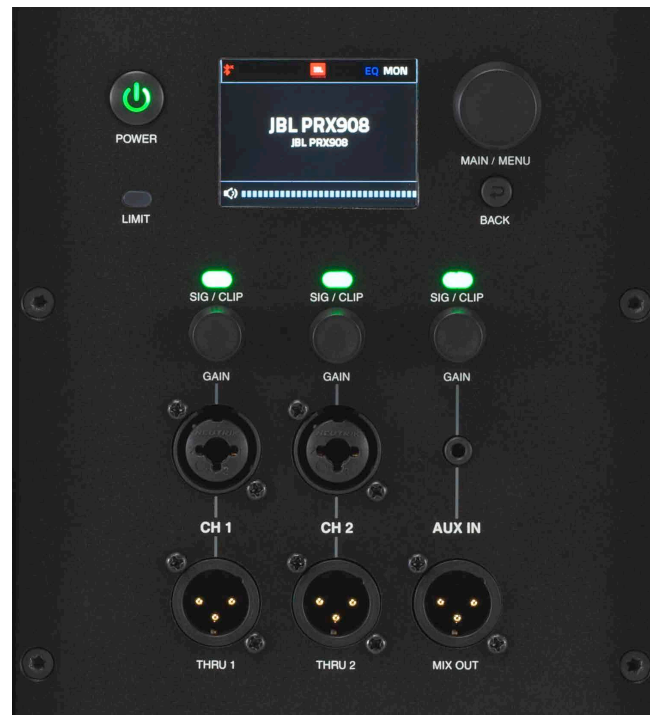 JBL
EQ MON
JBL PRX908
JBL PRX908
POWER
MAIN / MENU
LIMIT
BACK
SIG / CLIP SIG / CLIP SIG / CLIP
GAIN GAIN GAIN
CH 1 CH 2 AUX IN
THRU 1 THRU 2 MIX OUT